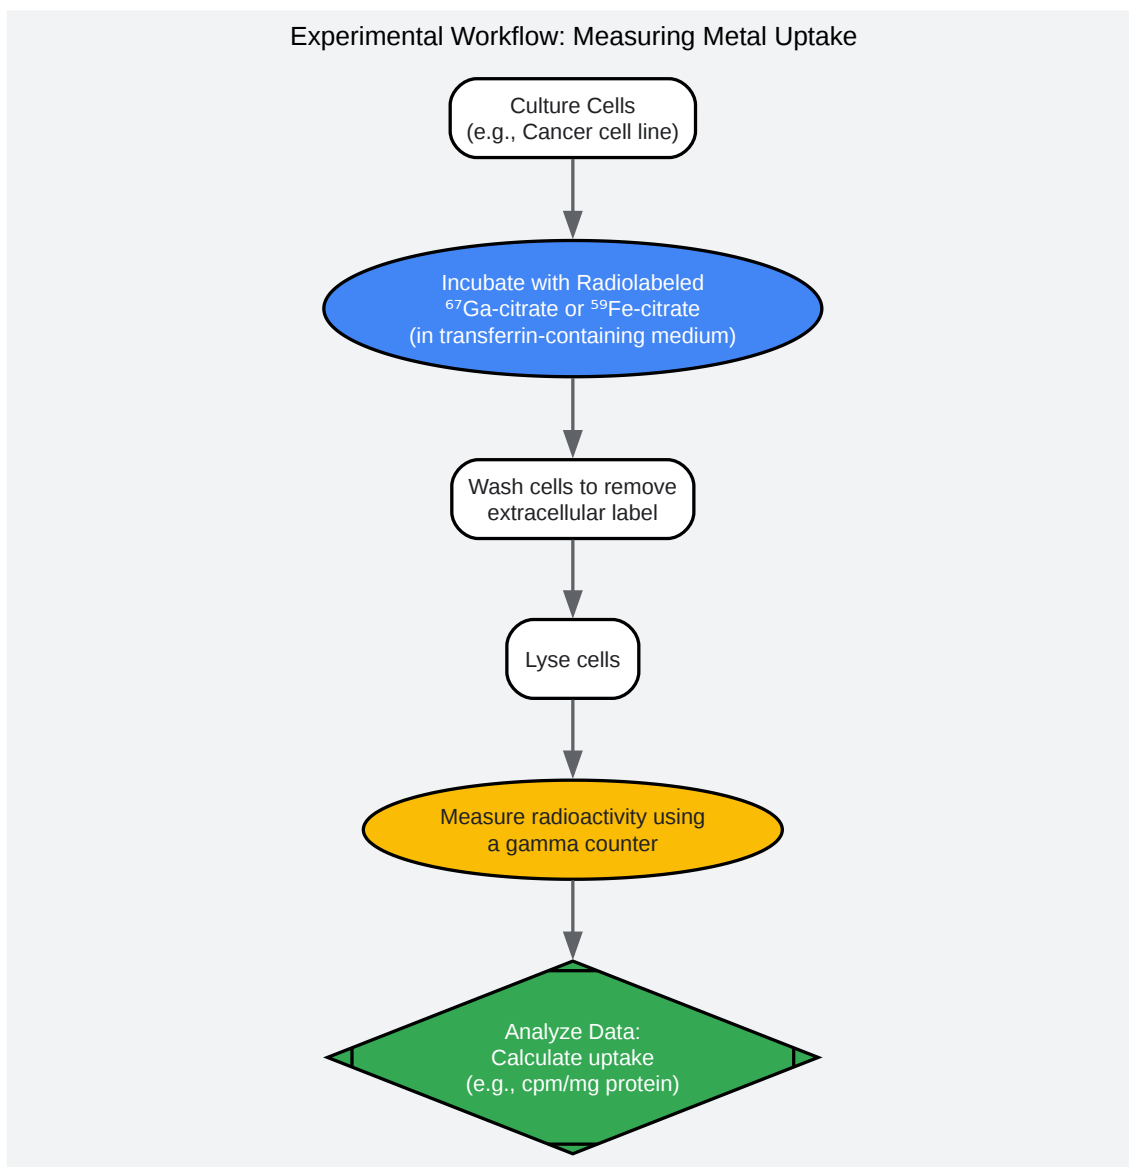 Experimental Workflow: Measuring Metal Uptake
Culture Cells
(e.g., Cancer cell line)
Incubate with Radiolabeled
⁶⁷Ga-citrate or ⁵⁹Fe-citrate
(in transferrin-containing medium)
Wash cells to remove
extracellular label
Lyse cells
Measure radioactivity using
a gamma counter
Analyze Data:
Calculate uptake
(e.g., cpm/mg protein)